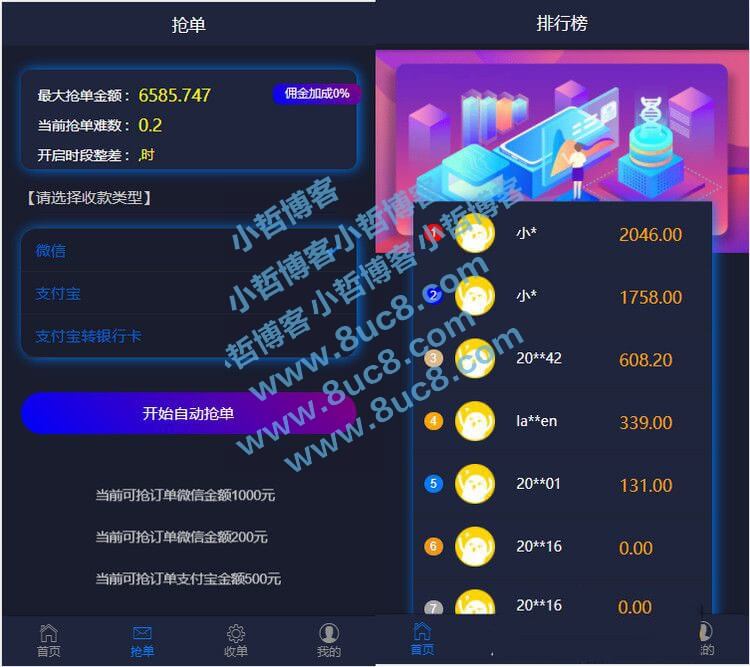 抢单
最大抢单金额： 6585.747
佣金加成0%
当前抢单难数： 0.2
开启时段整差： ,时
【请选择收款类型】
微信
支付宝
支付宝转银行卡
开始自动抢单
当前可抢订单微信金额1000元
当前可抢订单微信金额200元
当前可抢订单支付宝金额500元
首页
抢单
收单
我的
排行榜
1 小* 2046.00
2 小* 1758.00
3 20**42 608.20
4 la**en 339.00
5 20**01 131.00
6 20**16 0.00
7 20**16 0.00
首页
的
小哲博客小哲博客小哲博客
小哲博客小哲博客
哲博客
www.8uc8.com
www.8uc8.com
www.8uc8.com